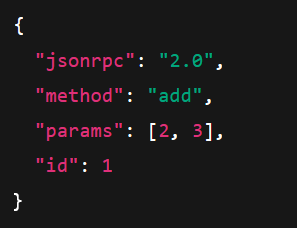 {
  "jsonrpc": "2.0",
  "method": "add",
  "params": [2, 3],
  "id": 1
}